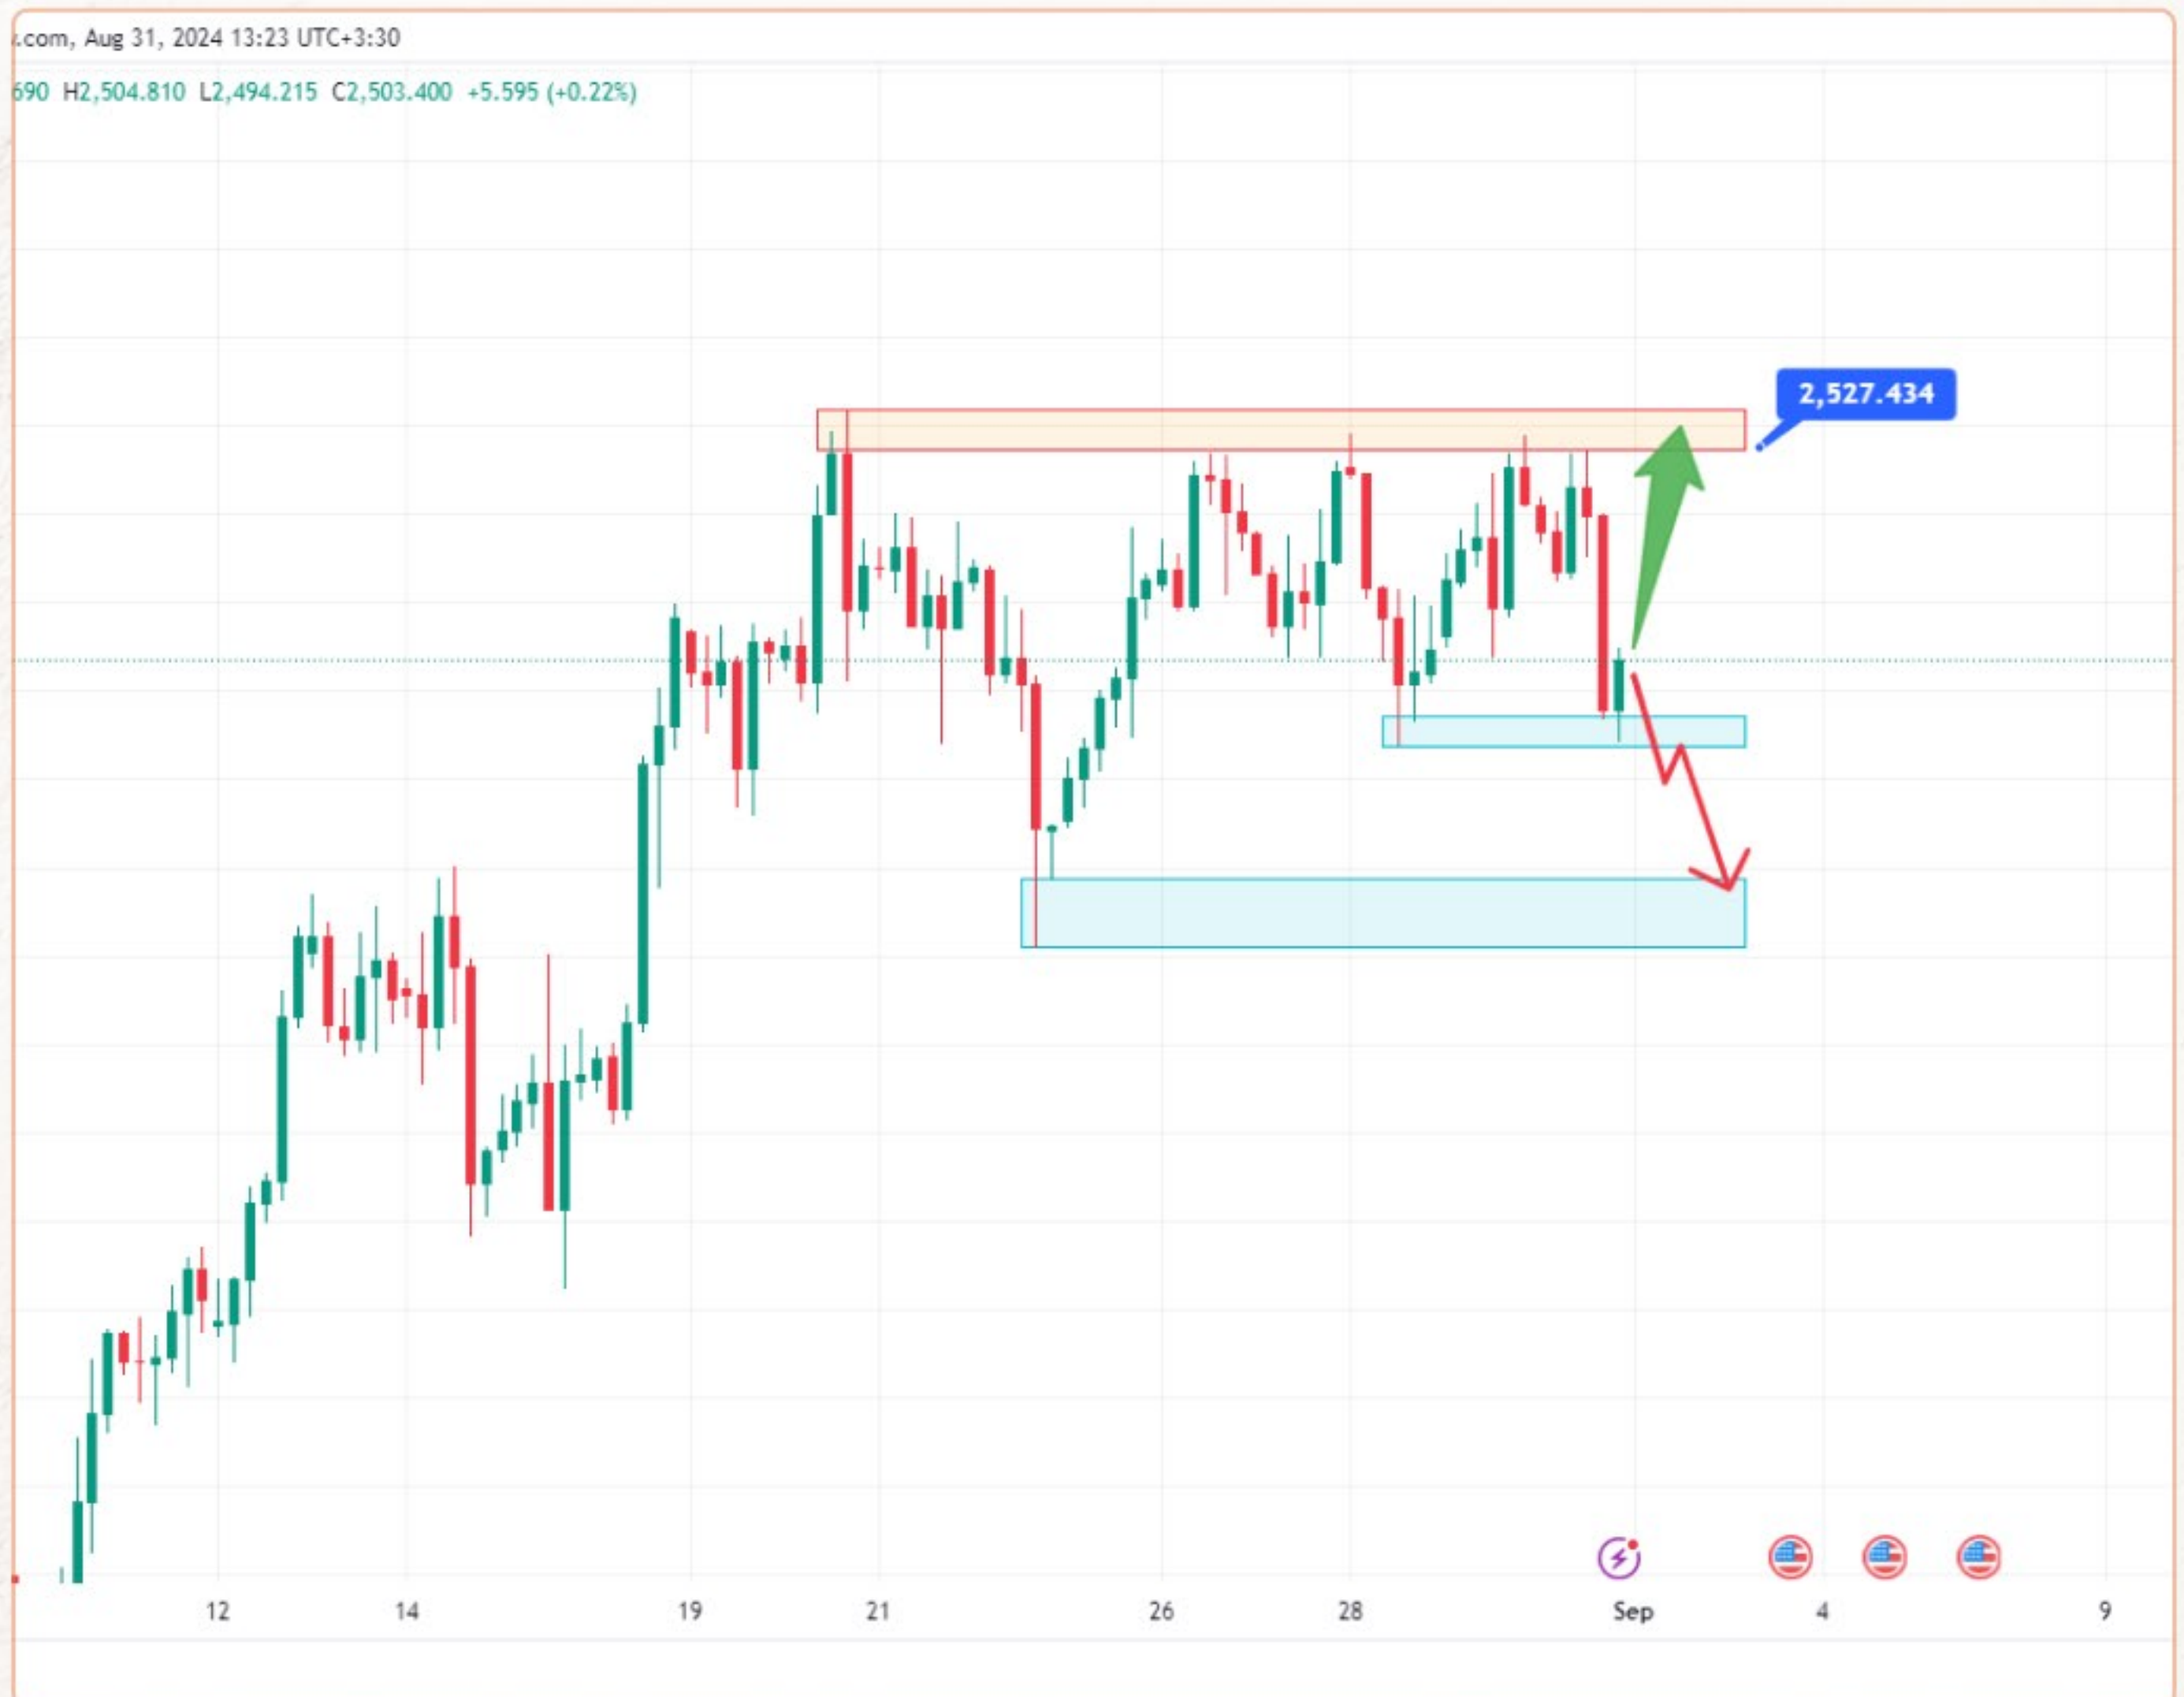 .com, Aug 31, 2024 13:23 UTC+3:30
690 H2,504.810 L2,494.215 C2,503.400 +5.595 (+0.22%)
2,527.434
12 14 19 21 26 28 Sep 4 9